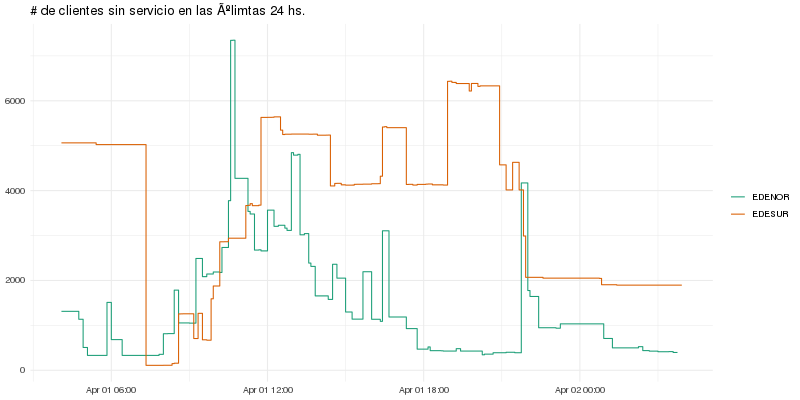 # de clientes sin servicio en las Ãºlimtas 24 hs.
6000
4000
2000
0
Apr 01 06:00
Apr 01 12:00
Apr 01 18:00
Apr 02 00:00
EDENOR
EDESUR